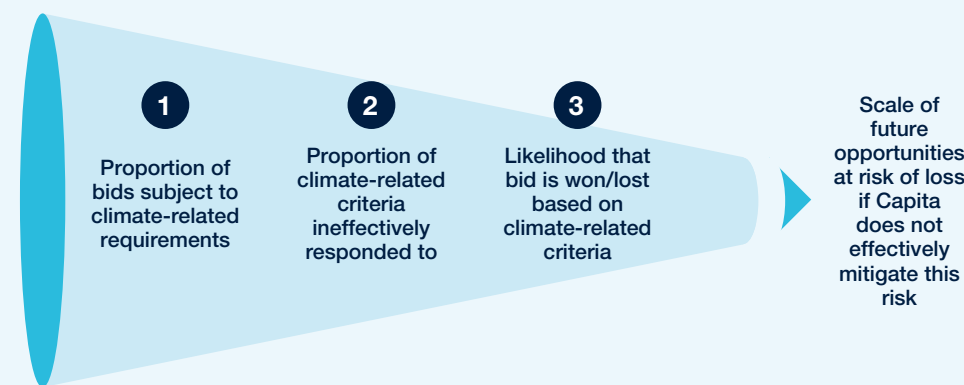 1
Proportion of
bids subject to
climate-related
requirements
2
Proportion of
climate-related
criteria
ineffectively
responded to
3
Likelihood that
bid is won/lost
based on
climate-related
criteria
Scale of
future
opportunities
at risk of loss
if Capita
does not
effectively
mitigate this
risk